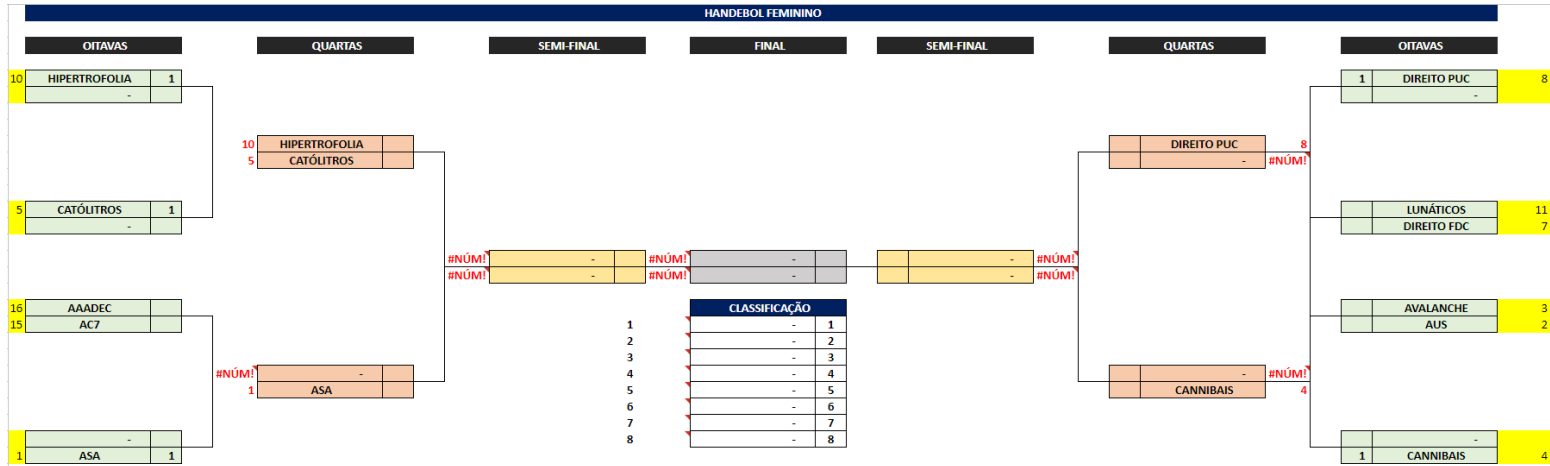 HANDEBOL FEMININO
OITAVAS QUARTAS SEMI-FINAL FINAL SEMI-FINAL QUARTAS OITAVAS
10 HIPERTROFOLIA 1 1 DIREITO PUC 8
- -
10 HIPERTROFOLIA DIREITO PUC 8
5 CATÓLITROS - #NÚM!
5 CATÓLITROS 1 LUNÁTICOS 11
- DIREITO FDC 7
#NÚM! - #NÚM! - - #NÚM!
#NÚM! - #NÚM! - - #NÚM!
16 AAADEC CLASSIFICAÇÃO AVALANCHE 3
15 AC7 1 - 1 AUS 2
2 - 2
3 - 3
#NÚM! - 4 - 4 - #NÚM!
1 ASA 5 - 5 CANNIBAIS 4
6 - 6
7 - 7
- 8 - 8 -
1 ASA 1 1 CANNIBAIS 4